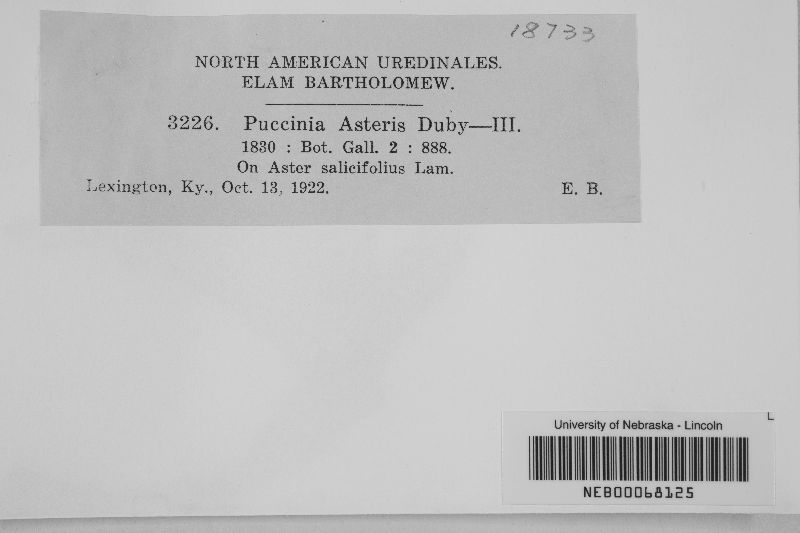 18733
NORTH AMERICAN UREDINALES.
ELAM BARTHOLOMEW.
3226. Puccinia Asteris Duby—III.
1830 : Bot. Gall. 2 : 888.
On Aster salicifolius Lam.
Lexington, Ky., Oct. 13, 1922. E. B.
L
University of Nebraska - Lincoln
NEB00068125